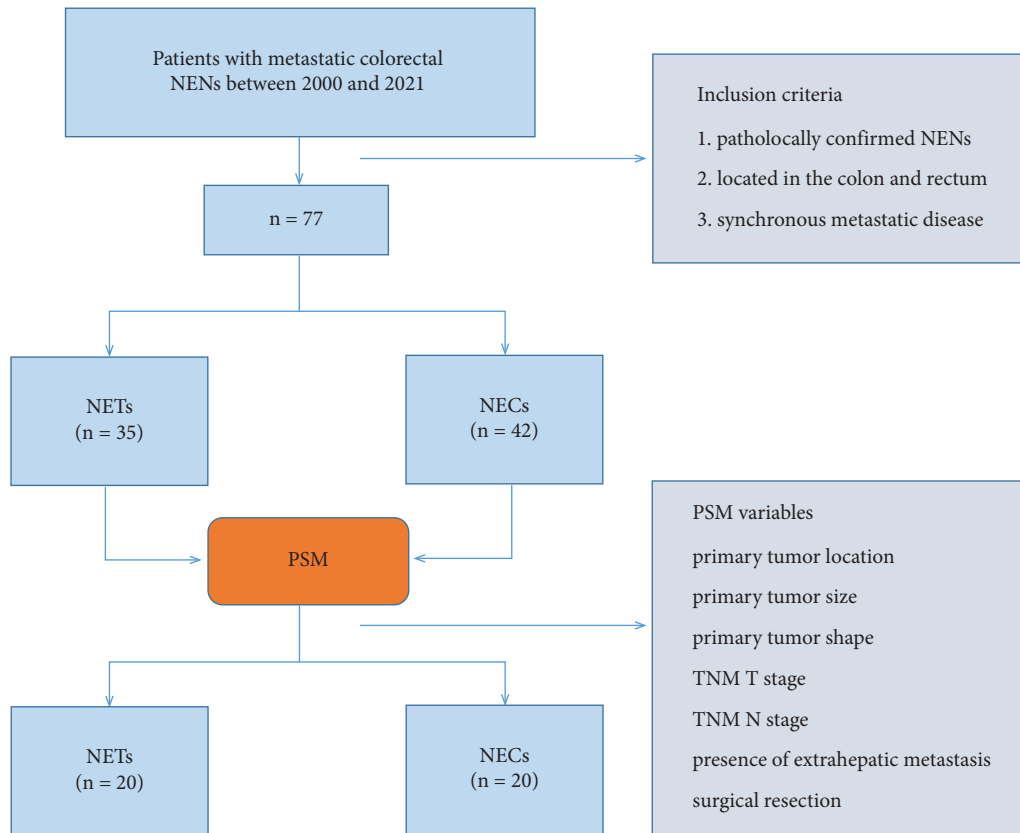 Patients with metastatic colorectal
NENs between 2000 and 2021
Inclusion criteria
1. patholocally confirmed NENs
2. located in the colon and rectum
3. synchronous metastatic disease
n = 77
NETs
(n = 35)
NECs
(n = 42)
PSM
PSM variables
primary tumor location
primary tumor size
primary tumor shape
TNM T stage
TNM N stage
presence of extrahepatic metastasis
surgical resection
NETs
(n = 20)
NECs
(n = 20)